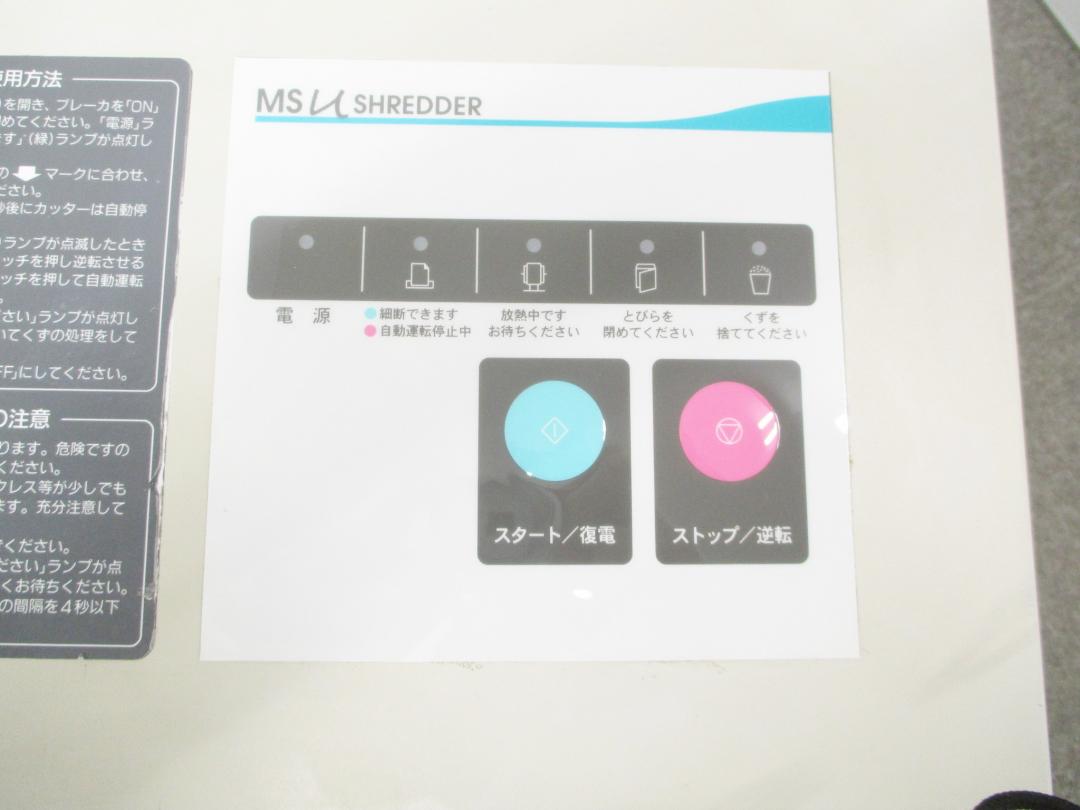 使用方法
を開き、ブレーカを「ON」
めてください。「電源」ラ
す」(緑)ランプが点灯し
の マークに合わせ、
ださい。
秒後にカッターは自動停
ランプが点滅したとき
ッチを押し逆転させる
ッチを押して自動運転
。
さい」ランプが点灯し
いてくずの処理をして
FF」にしてください。
の注意
ります。危険ですの
ください。
クレス等が少しでも
ます。充分注意して
ください。
ださい」ランプが点
くお待ちください。
の間隔を4秒以下
MSU SHREDDER
電 源
細断できます
自動運転停止中
放熱中です
お待ちください
とびらを
閉めてください
くずを
捨ててください
スタート/復電
ストップ/逆転